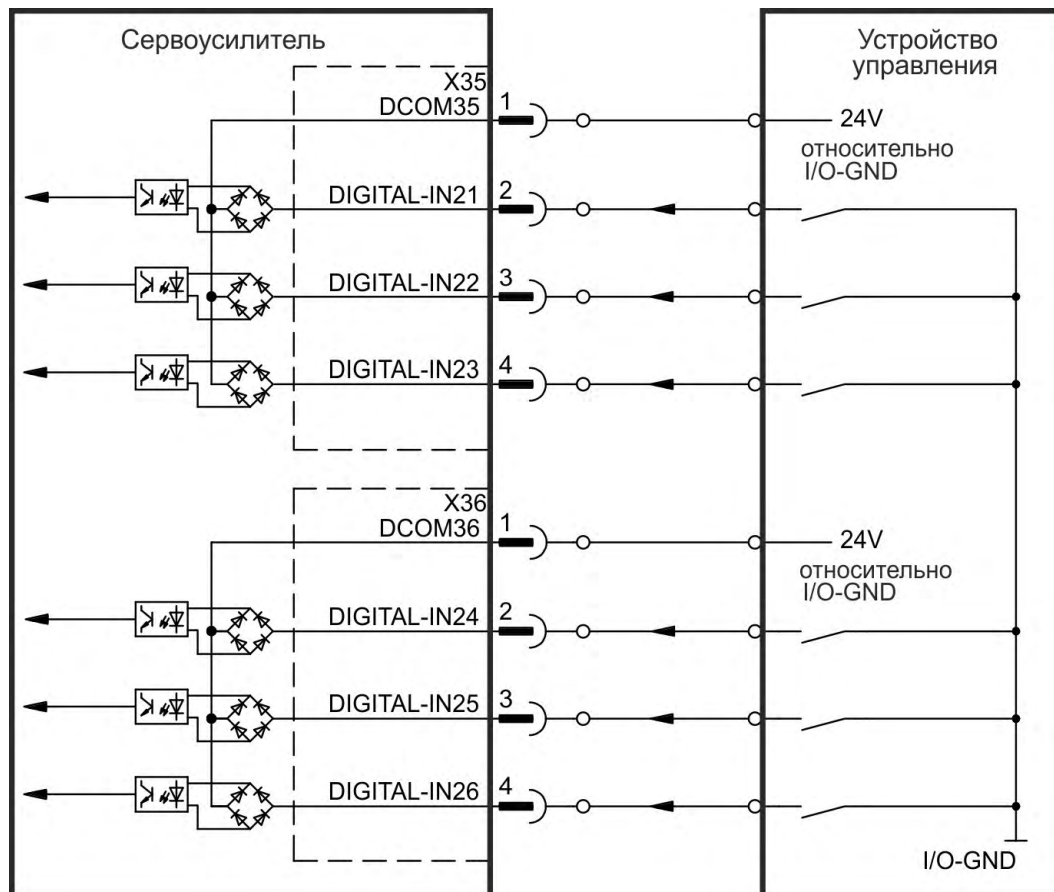 Сервоусилитель
Устройство
управления
X35
DCOM35
1
24V
относительно
I/O-GND
DIGITAL-IN21
2
DIGITAL-IN22
3
DIGITAL-IN23
4
X36
DCOM36
1
24V
относительно
I/O-GND
DIGITAL-IN24
2
DIGITAL-IN25
3
DIGITAL-IN26
4
I/O-GND